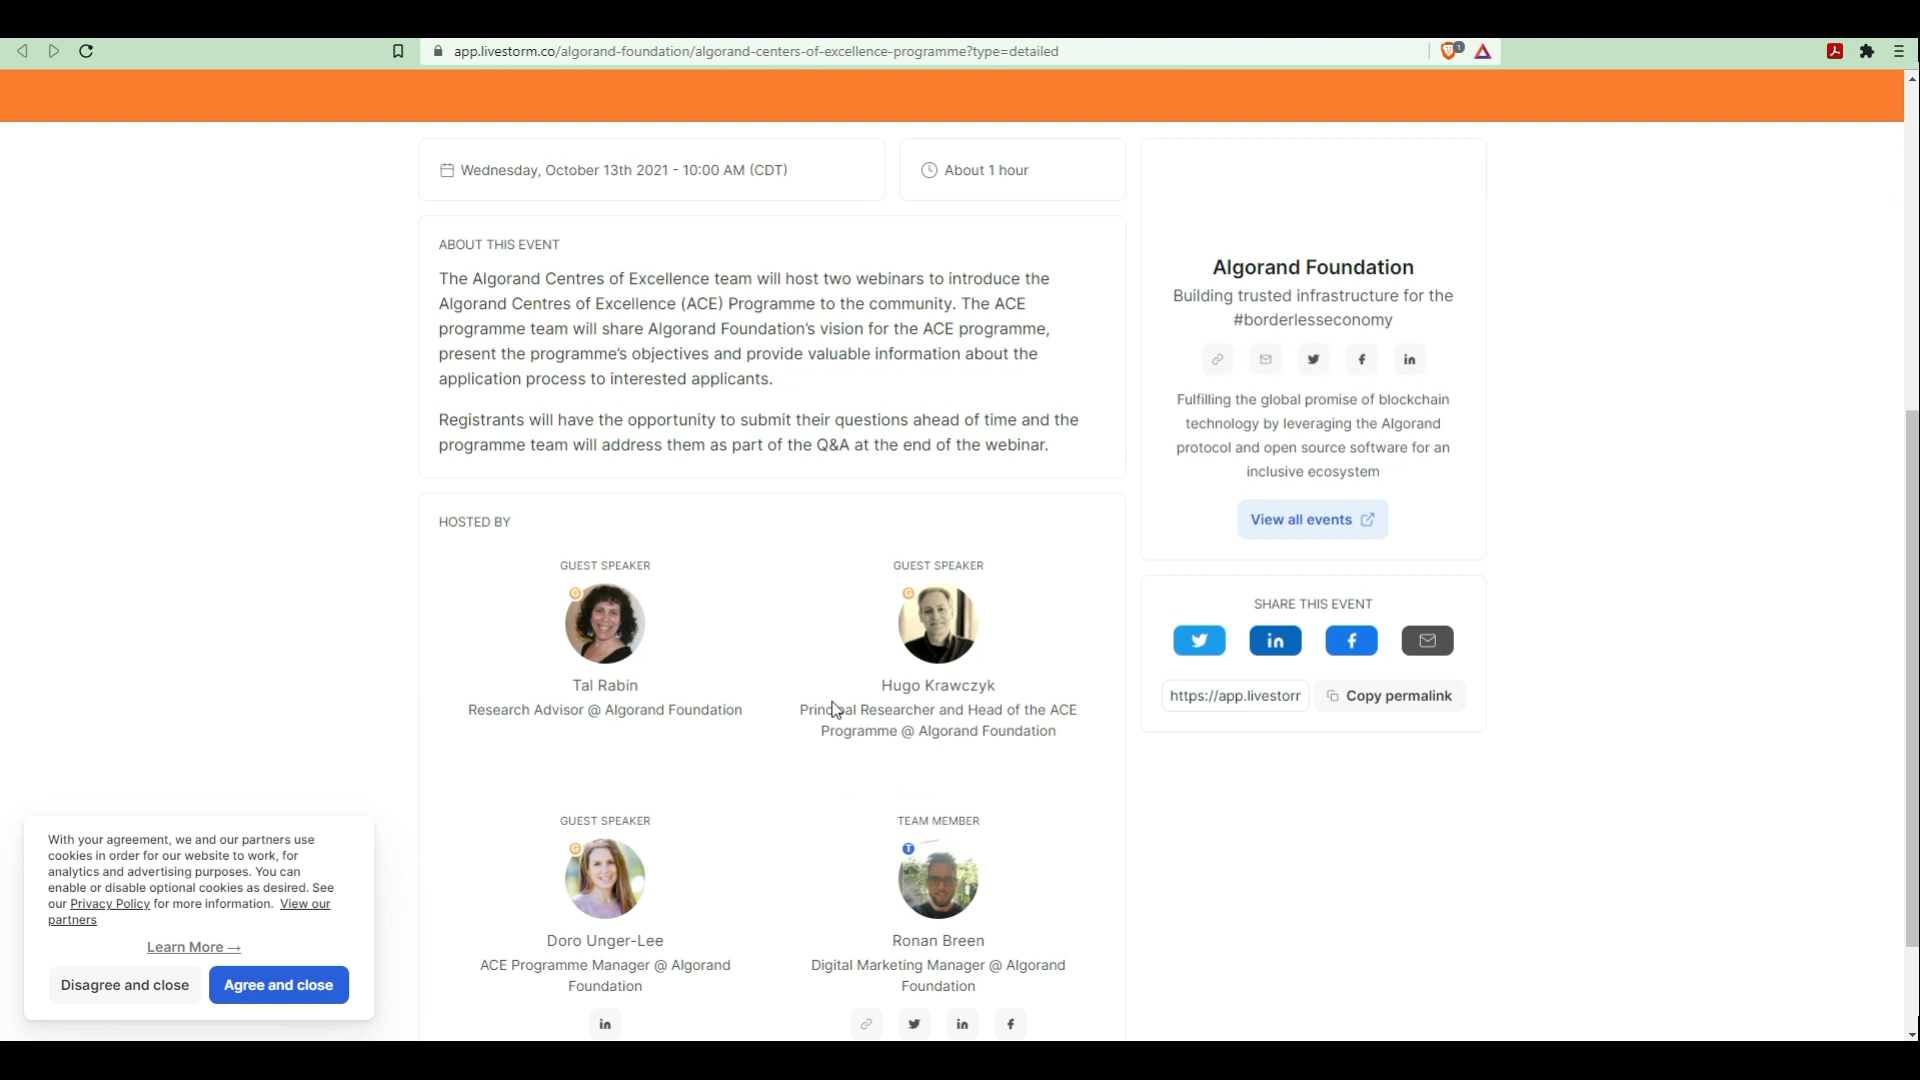 app.livestorm.co/algorand-foundation/algorand-centers-of-excellence-programme?type=detailed
1
Wednesday, October 13th 2021 - 10:00 AM (CDT)
About 1 hour
ABOUT THIS EVENT
The Algorand Centres of Excellence team will host two webinars to introduce the
Algorand Centres of Excellence (ACE) Programme to the community. The ACE
programme team will share Algorand Foundation's vision for the ACE programme,
present the programme's objectives and provide valuable information about the
application process to interested applicants.
Registrants will have the opportunity to submit their questions ahead of time and the
programme team will address them as part of the Q&A at the end of the webinar.
HOSTED BY
GUEST SPEAKER
G
Tal Rabin
Research Advisor @ Algorand Foundation
GUEST SPEAKER
G
Hugo Krawczyk
Principal Researcher and Head of the ACE
Programme @ Algorand Foundation
GUEST SPEAKER
G
Doro Unger-Lee
ACE Programme Manager @ Algorand
Foundation
TEAM MEMBER
T
Ronan Breen
Digital Marketing Manager @ Algorand
Foundation
Algorand Foundation
Building trusted infrastructure for the
#borderlesseconomy
Fulfilling the global promise of blockchain
technology by leveraging the Algorand
protocol and open source software for an
inclusive ecosystem
View all events
SHARE THIS EVENT
https://app.livestorr
Copy permalink
With your agreement, we and our partners use
cookies in order for our website to work, for
analytics and advertising purposes. You can
enable or disable optional cookies as desired. See
our Privacy Policy for more information. View our
partners
Learn More →
Disagree and close
Agree and close